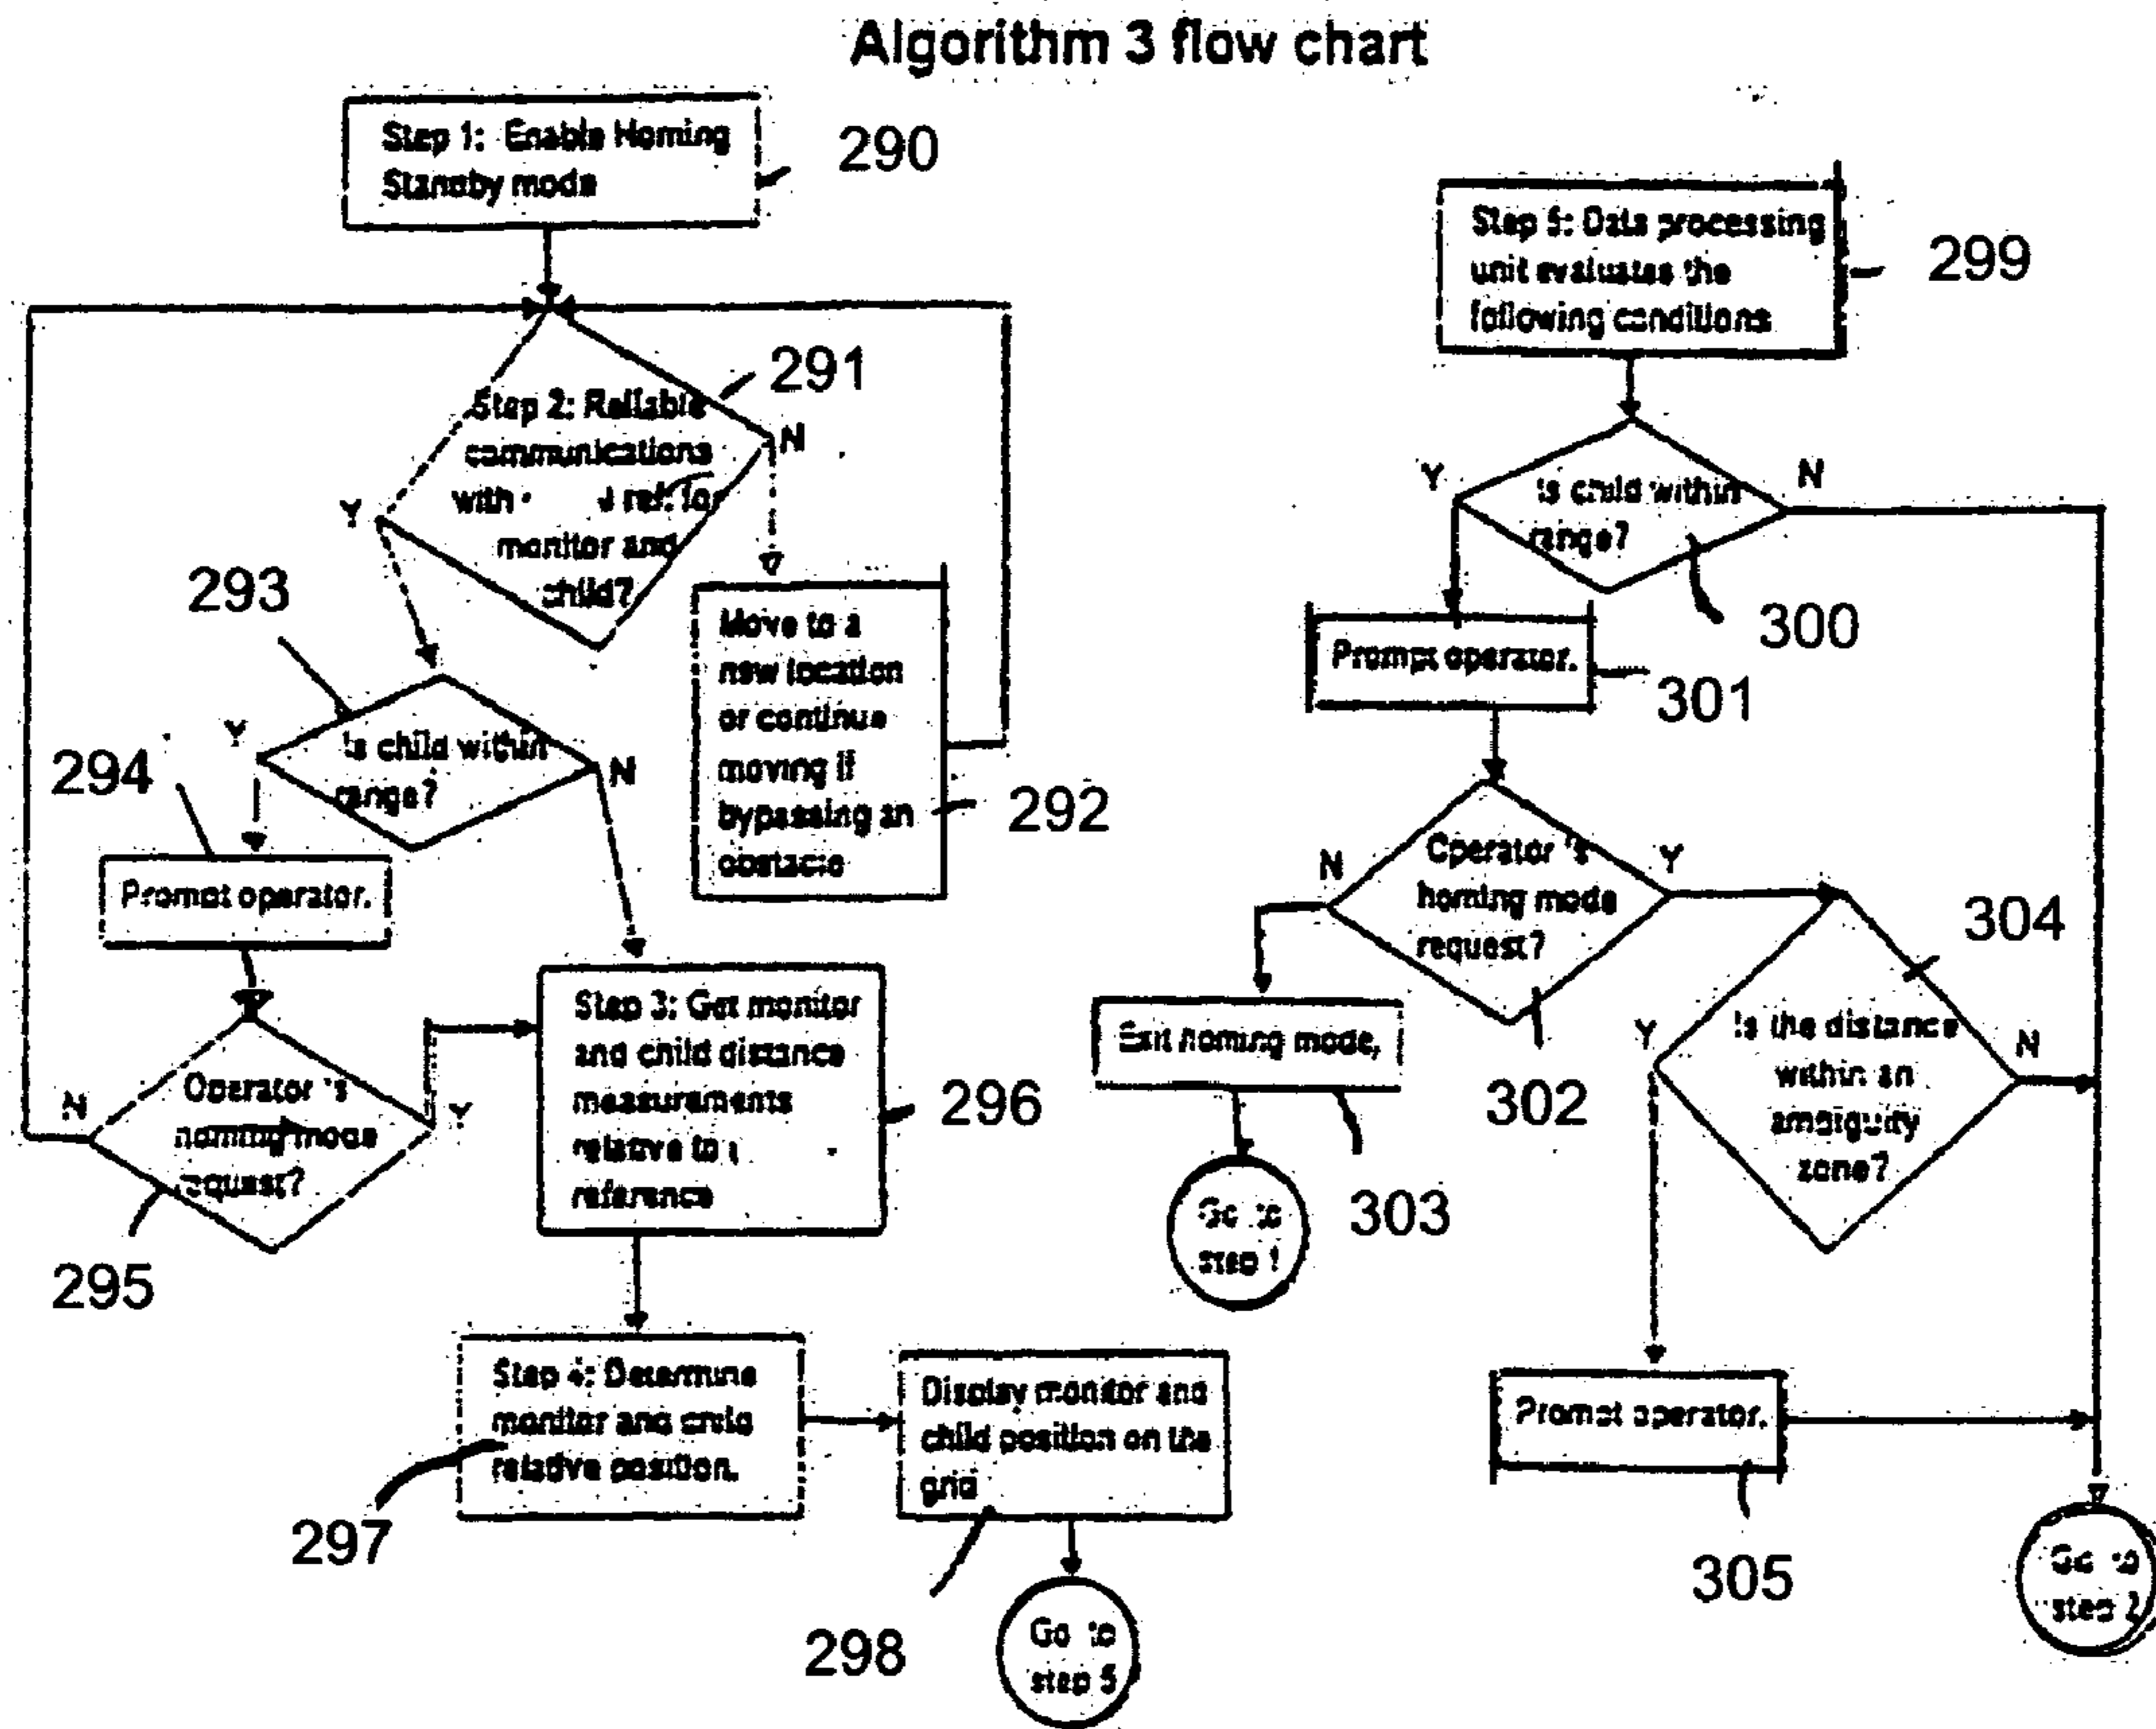 Algorithm 3 flow chart
Step 1: Enable Homing
Standby mode
290
Step 2: Reliable
communications
with
monitor and
child?
291
Y
N
Move to a
new location
or continue
moving if
bypassing an
obstacle
292
293
Is child within
range?
Y
N
294
Prompt operator.
Operator's
homing mode
request?
N
Y
295
Step 3: Get monitor
and child distance
measurements
relative to
reference
296
Step 4: Determine
monitor and child
relative position.
297
Display monitor and
child position on the
grid
298
Go to
step 5
Step 5: Data processing
unit evaluates the
following conditions
299
Is child within
range?
Y
N
300
Prompt operator.
301
Operator's
homing mode
request?
N
Y
302
Exit homing mode.
303
Go to
step 1
304
Is the distance
within an
ambiguity
zone?
Y
N
Prompt operator.
305
Go to
step 2